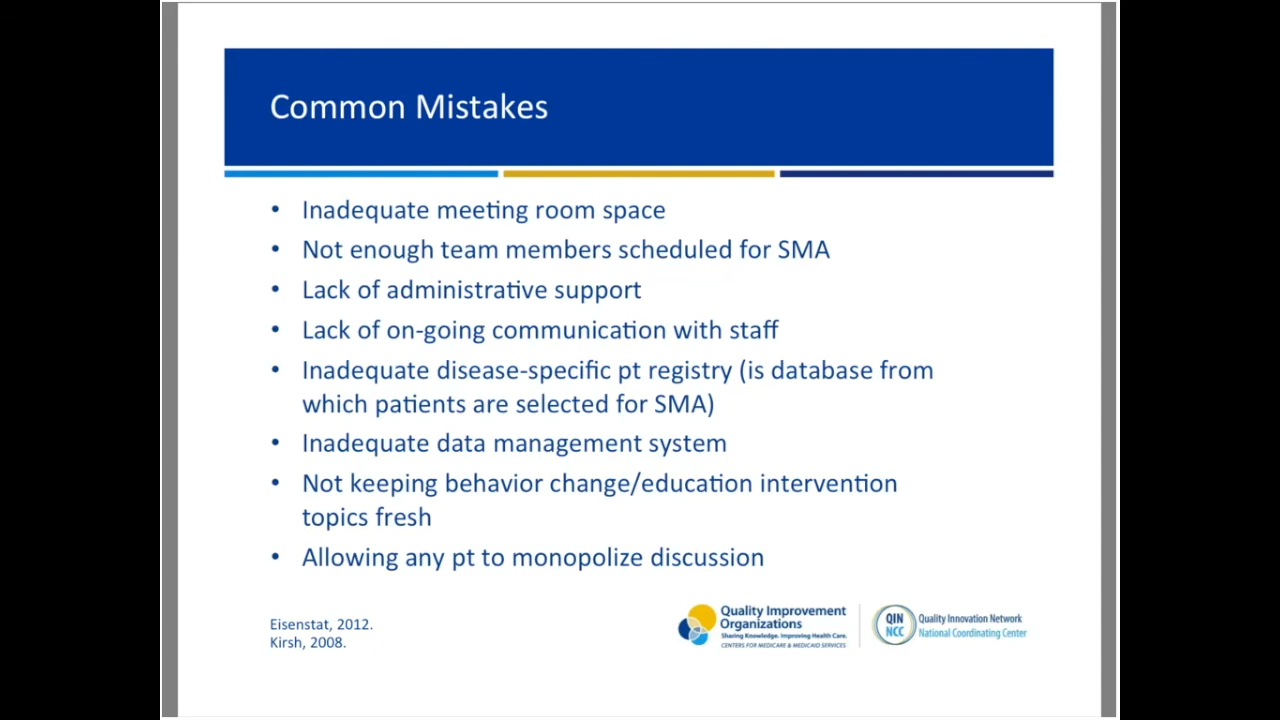 Common Mistakes
• Inadequate meeting room space
• Not enough team members scheduled for SMA
• Lack of administrative support
• Lack of on-going communication with staff
• Inadequate disease-specific pt registry (is database from
which patients are selected for SMA)
• Inadequate data management system
• Not keeping behavior change/education intervention
topics fresh
• Allowing any pt to monopolize discussion
Eisenstat, 2012.
Kirsh, 2008.
Quality Improvement
Organizations
Sharing Knowledge. Improving Health Care.
CENTERS FOR MEDICARE & MEDICAID SERVICES
QIN
NCC
Quality Innovation Network
National Coordinating Center